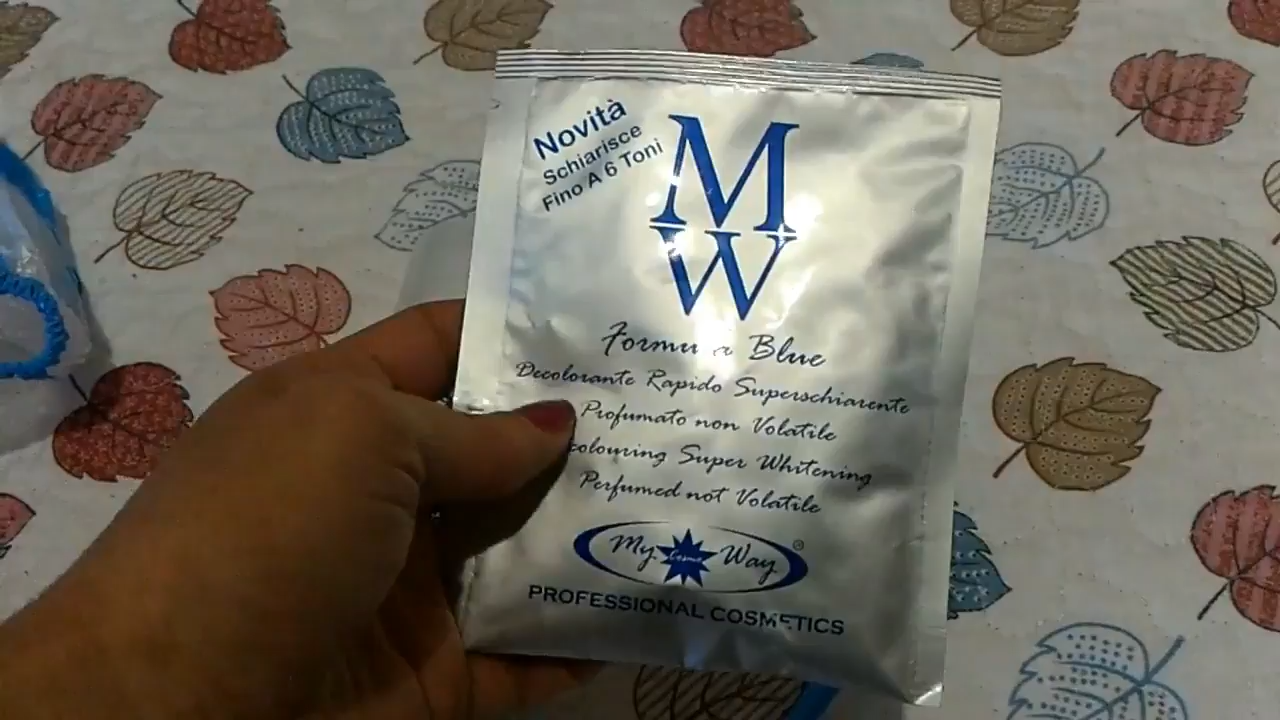 Novità
Schiarisce
Fino A 6 Toni
M
W
Blue
Decolorante Rapido Superschiarente
Profumato non Volatile
Super Whitening
Perfumed not Volatile
My Cosmo Way ®
PROFESSIONAL COSMETICS